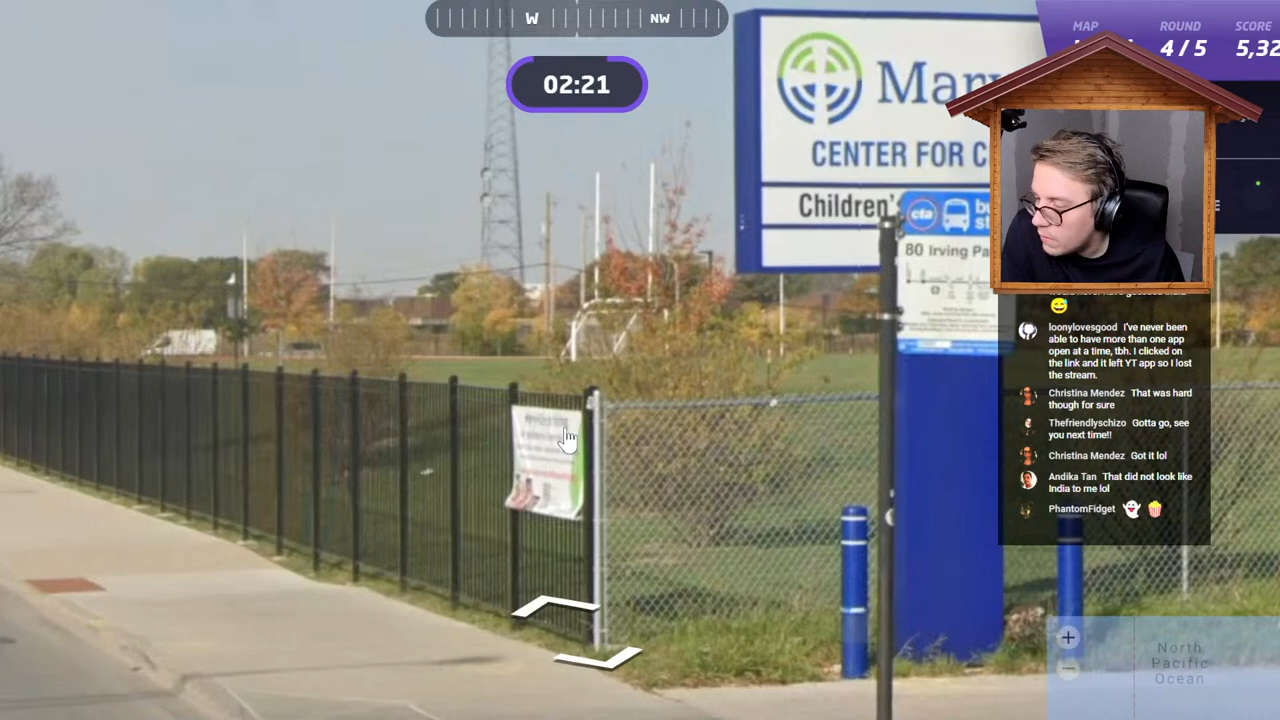 W
NW
02:21
MAP
ROUND
SCORE
4 / 5
5,32
Mary
CENTER FOR C
Children's
cta
80 Irving Pa
loonylovesgood I've never been
able to have more than one app
open at a time, tbh. I clicked on
the link and it left YT app so I lost
the stream.
Christina Mendez That was hard
though for sure
Thefriendlyschizo Gotta go, see
you next time!!
Christina Mendez Got it lol
Andika Tan That did not look like
India to me lol
PhantomFidget
North
Pacific
Ocean